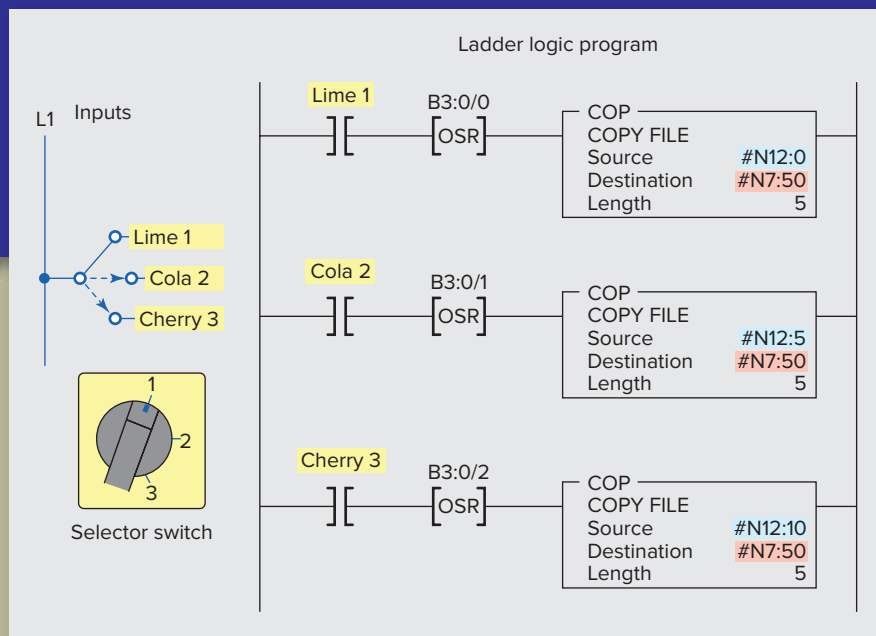 Ladder logic program
L1 Inputs
Lime 1
Cola 2
Cherry 3
1
2
3
Selector switch
Lime 1
B3:0/0
OSR
COP
COPY FILE
Source #N12:0
Destination #N7:50
Length 5
Cola 2
B3:0/1
OSR
COP
COPY FILE
Source #N12:5
Destination #N7:50
Length 5
Cherry 3
B3:0/2
OSR
COP
COPY FILE
Source #N12:10
Destination #N7:50
Length 5